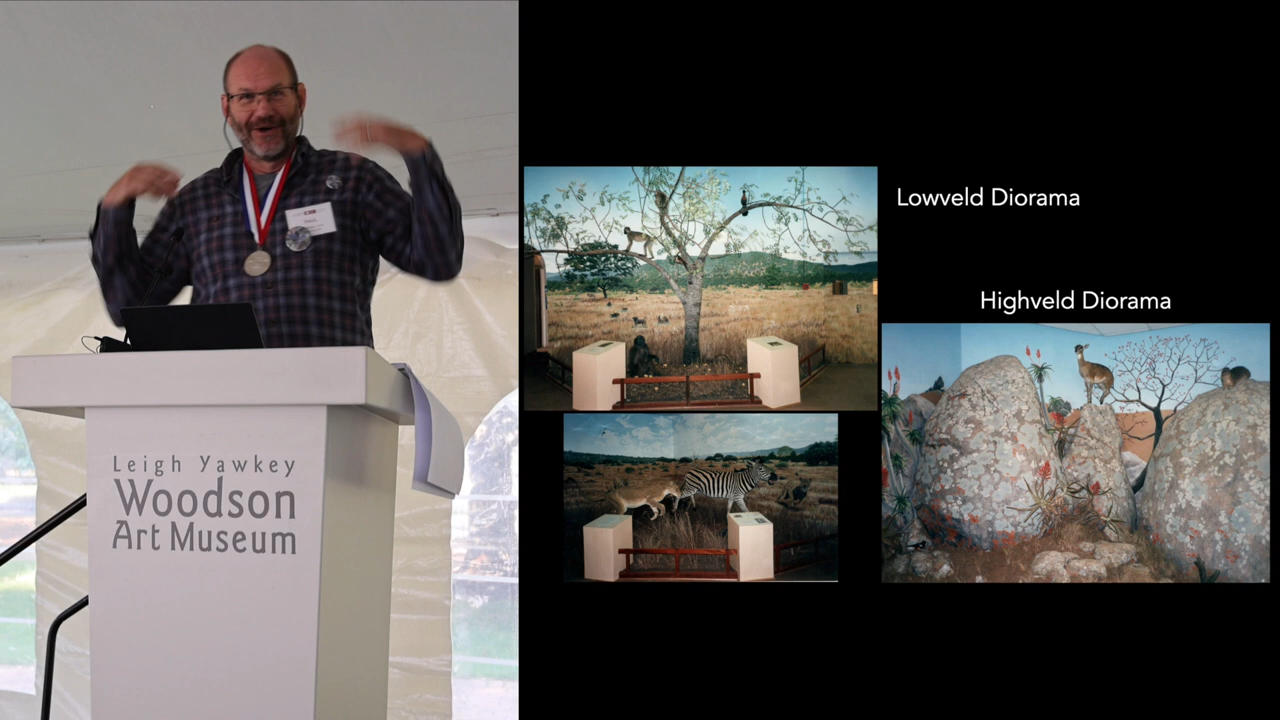 Leigh Yawkey
Woodson
Art Museum
Lowveld Diorama
Highveld Diorama